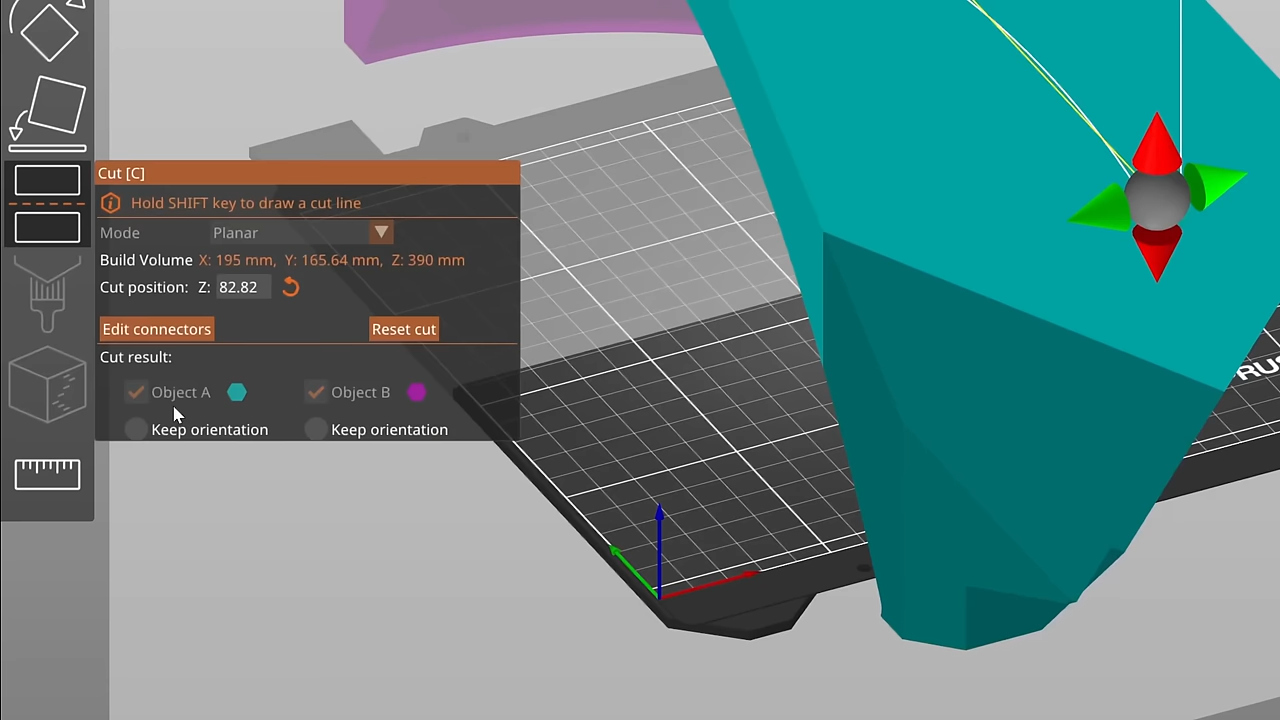 Cut [C]
Hold SHIFT key to draw a cut line
Mode Planar
Build Volume X: 195 mm, Y: 165.64 mm, Z: 390 mm
Cut position: Z: 82.82
Edit connectors Reset cut
Cut result:
Object A Object B
Keep orientation Keep orientation
RUS